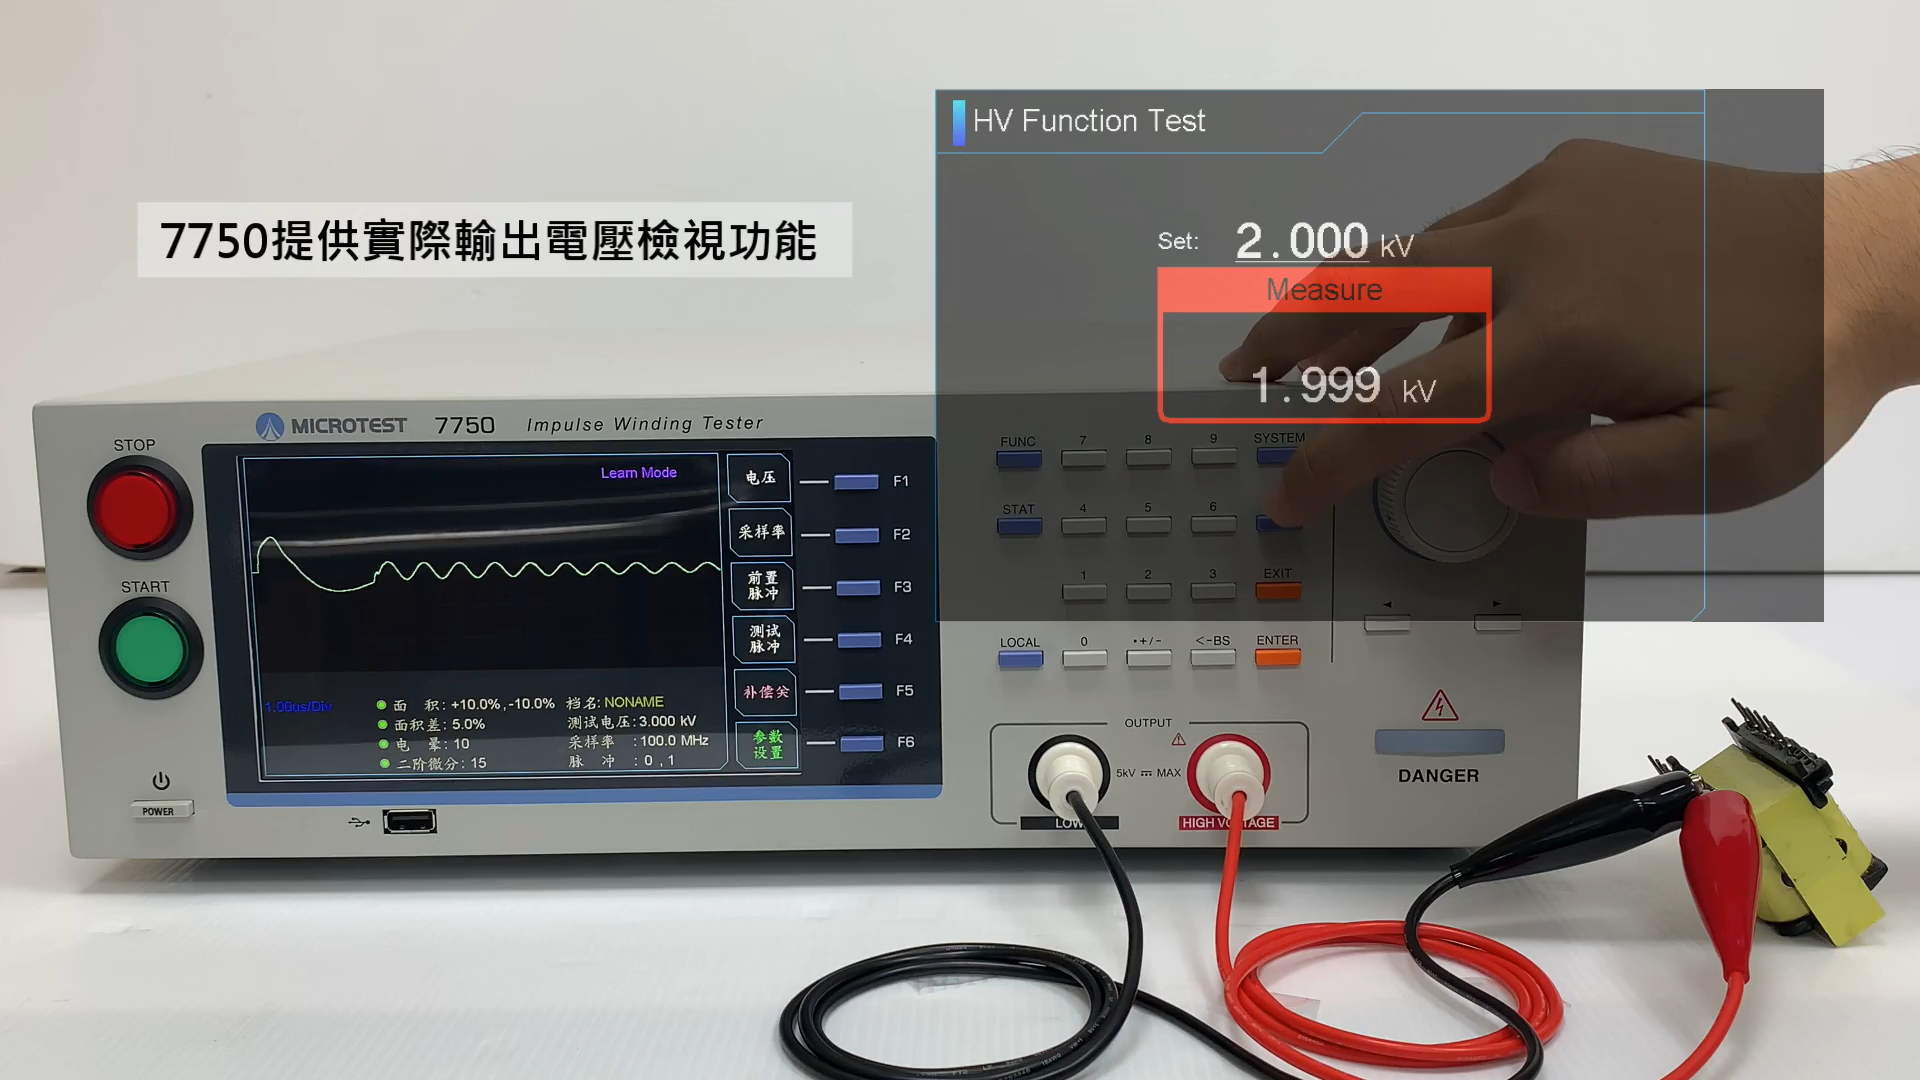 HV Function Test
7750提供實際輸出電壓檢視功能
Set: 2.000 kV
Measure
1.999 kV
MICROTEST 7750 Impulse Winding Tester
STOP
START
POWER
Learn Mode
1.00us/Div
面 积: +10.0%,-10.0% 档名: NONAME
面积差: 5.0% 测试电压: 3.000 kV
电 晕: 10 采样率 : 100.0 MHz
二阶微分: 15 脉 冲 : 0 , 1
电压 F1
采样率 F2
前置
脉冲 F3
测试
脉冲 F4
补偿关 F5
参数
设置 F6
FUNC 7 8 9 SYSTEM
STAT 4 5 6
1 2 3 EXIT
LOCAL 0 •+/- <-BS ENTER
◄ ►
OUTPUT
5kV MAX
LOW
HIGH VOLTAGE
DANGER